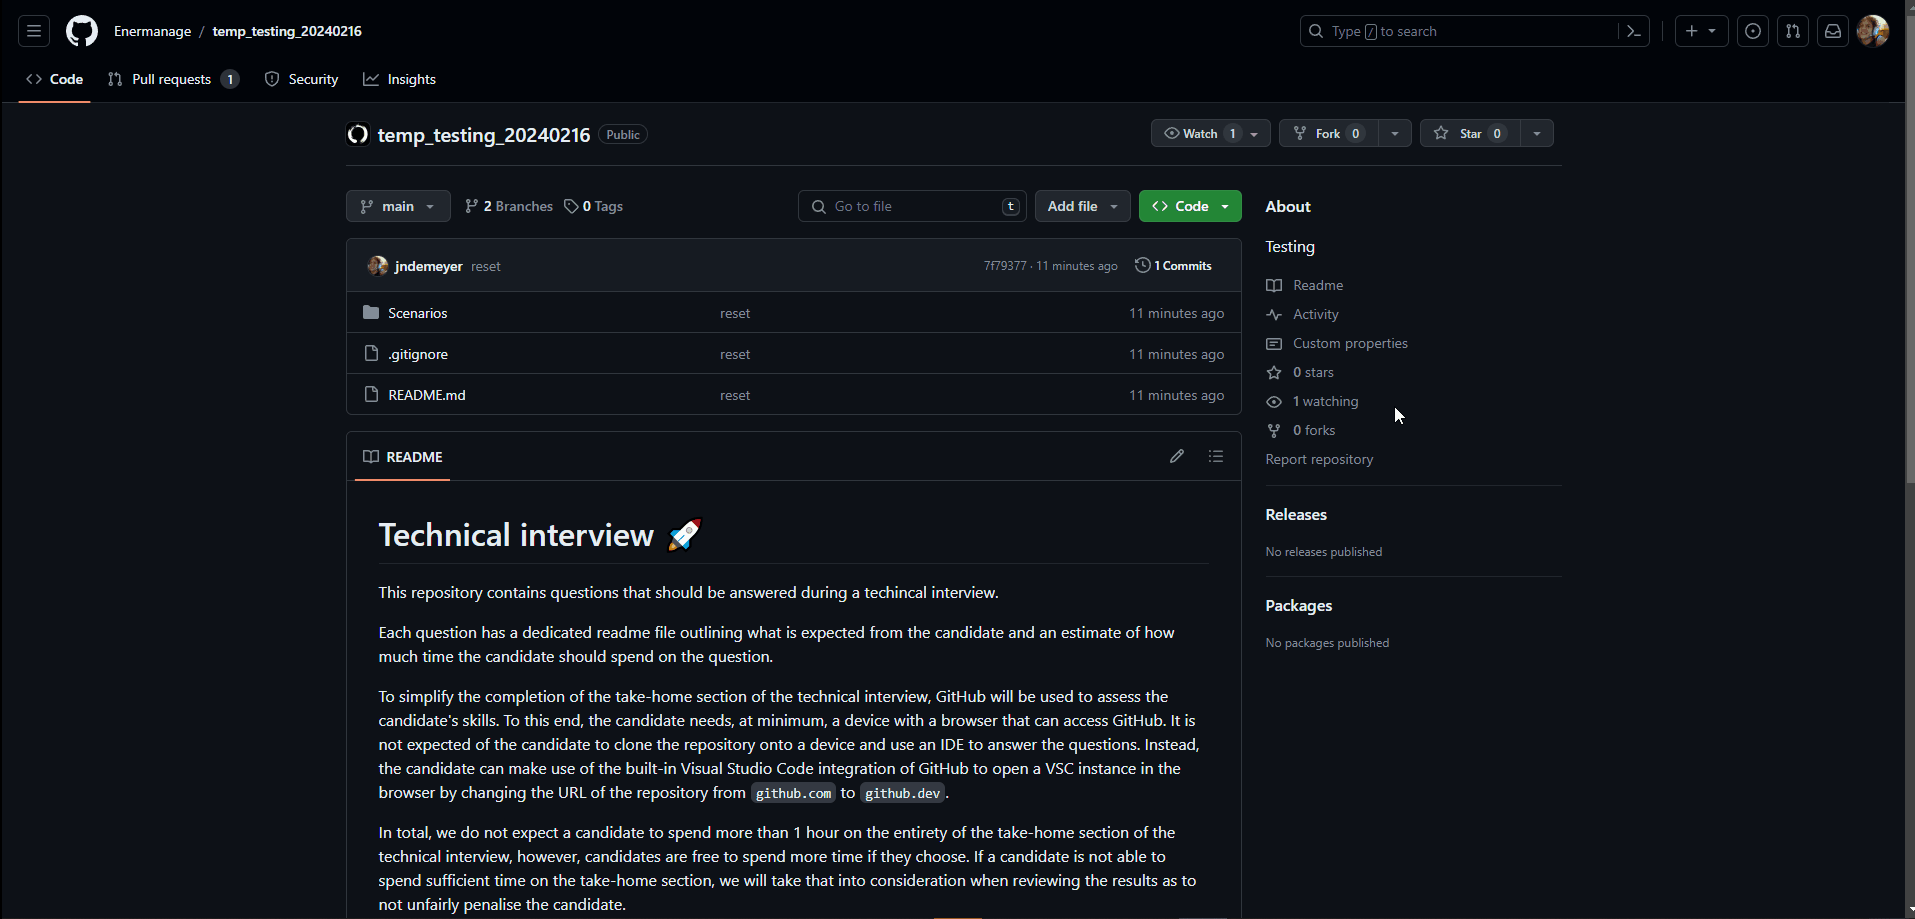 Enermanage / temp_testing_20240216
Type / to search
Code Pull requests 1 Security Insights
temp_testing_20240216 Public
Watch 1 Fork 0 Star 0
main 2 Branches 0 Tags Go to file t Add file Code
jndemeyer reset 7f79377 · 11 minutes ago 1 Commits
Scenarios reset 11 minutes ago
.gitignore reset 11 minutes ago
README.md reset 11 minutes ago
README
Technical interview 🚀
This repository contains questions that should be answered during a techincal interview.
Each question has a dedicated readme file outlining what is expected from the candidate and an estimate of how
much time the candidate should spend on the question.
To simplify the completion of the take-home section of the technical interview, GitHub will be used to assess the
candidate's skills. To this end, the candidate needs, at minimum, a device with a browser that can access GitHub. It is
not expected of the candidate to clone the repository onto a device and use an IDE to answer the questions. Instead,
the candidate can make use of the built-in Visual Studio Code integration of GitHub to open a VSC instance in the
browser by changing the URL of the repository from github.com to github.dev.
In total, we do not expect a candidate to spend more than 1 hour on the entirety of the take-home section of the
technical interview, however, candidates are free to spend more time if they choose. If a candidate is not able to
spend sufficient time on the take-home section, we will take that into consideration when reviewing the results as to
not unfairly penalise the candidate.
About
Testing
Readme
Activity
Custom properties
0 stars
1 watching
0 forks
Report repository
Releases
No releases published
Packages
No packages published